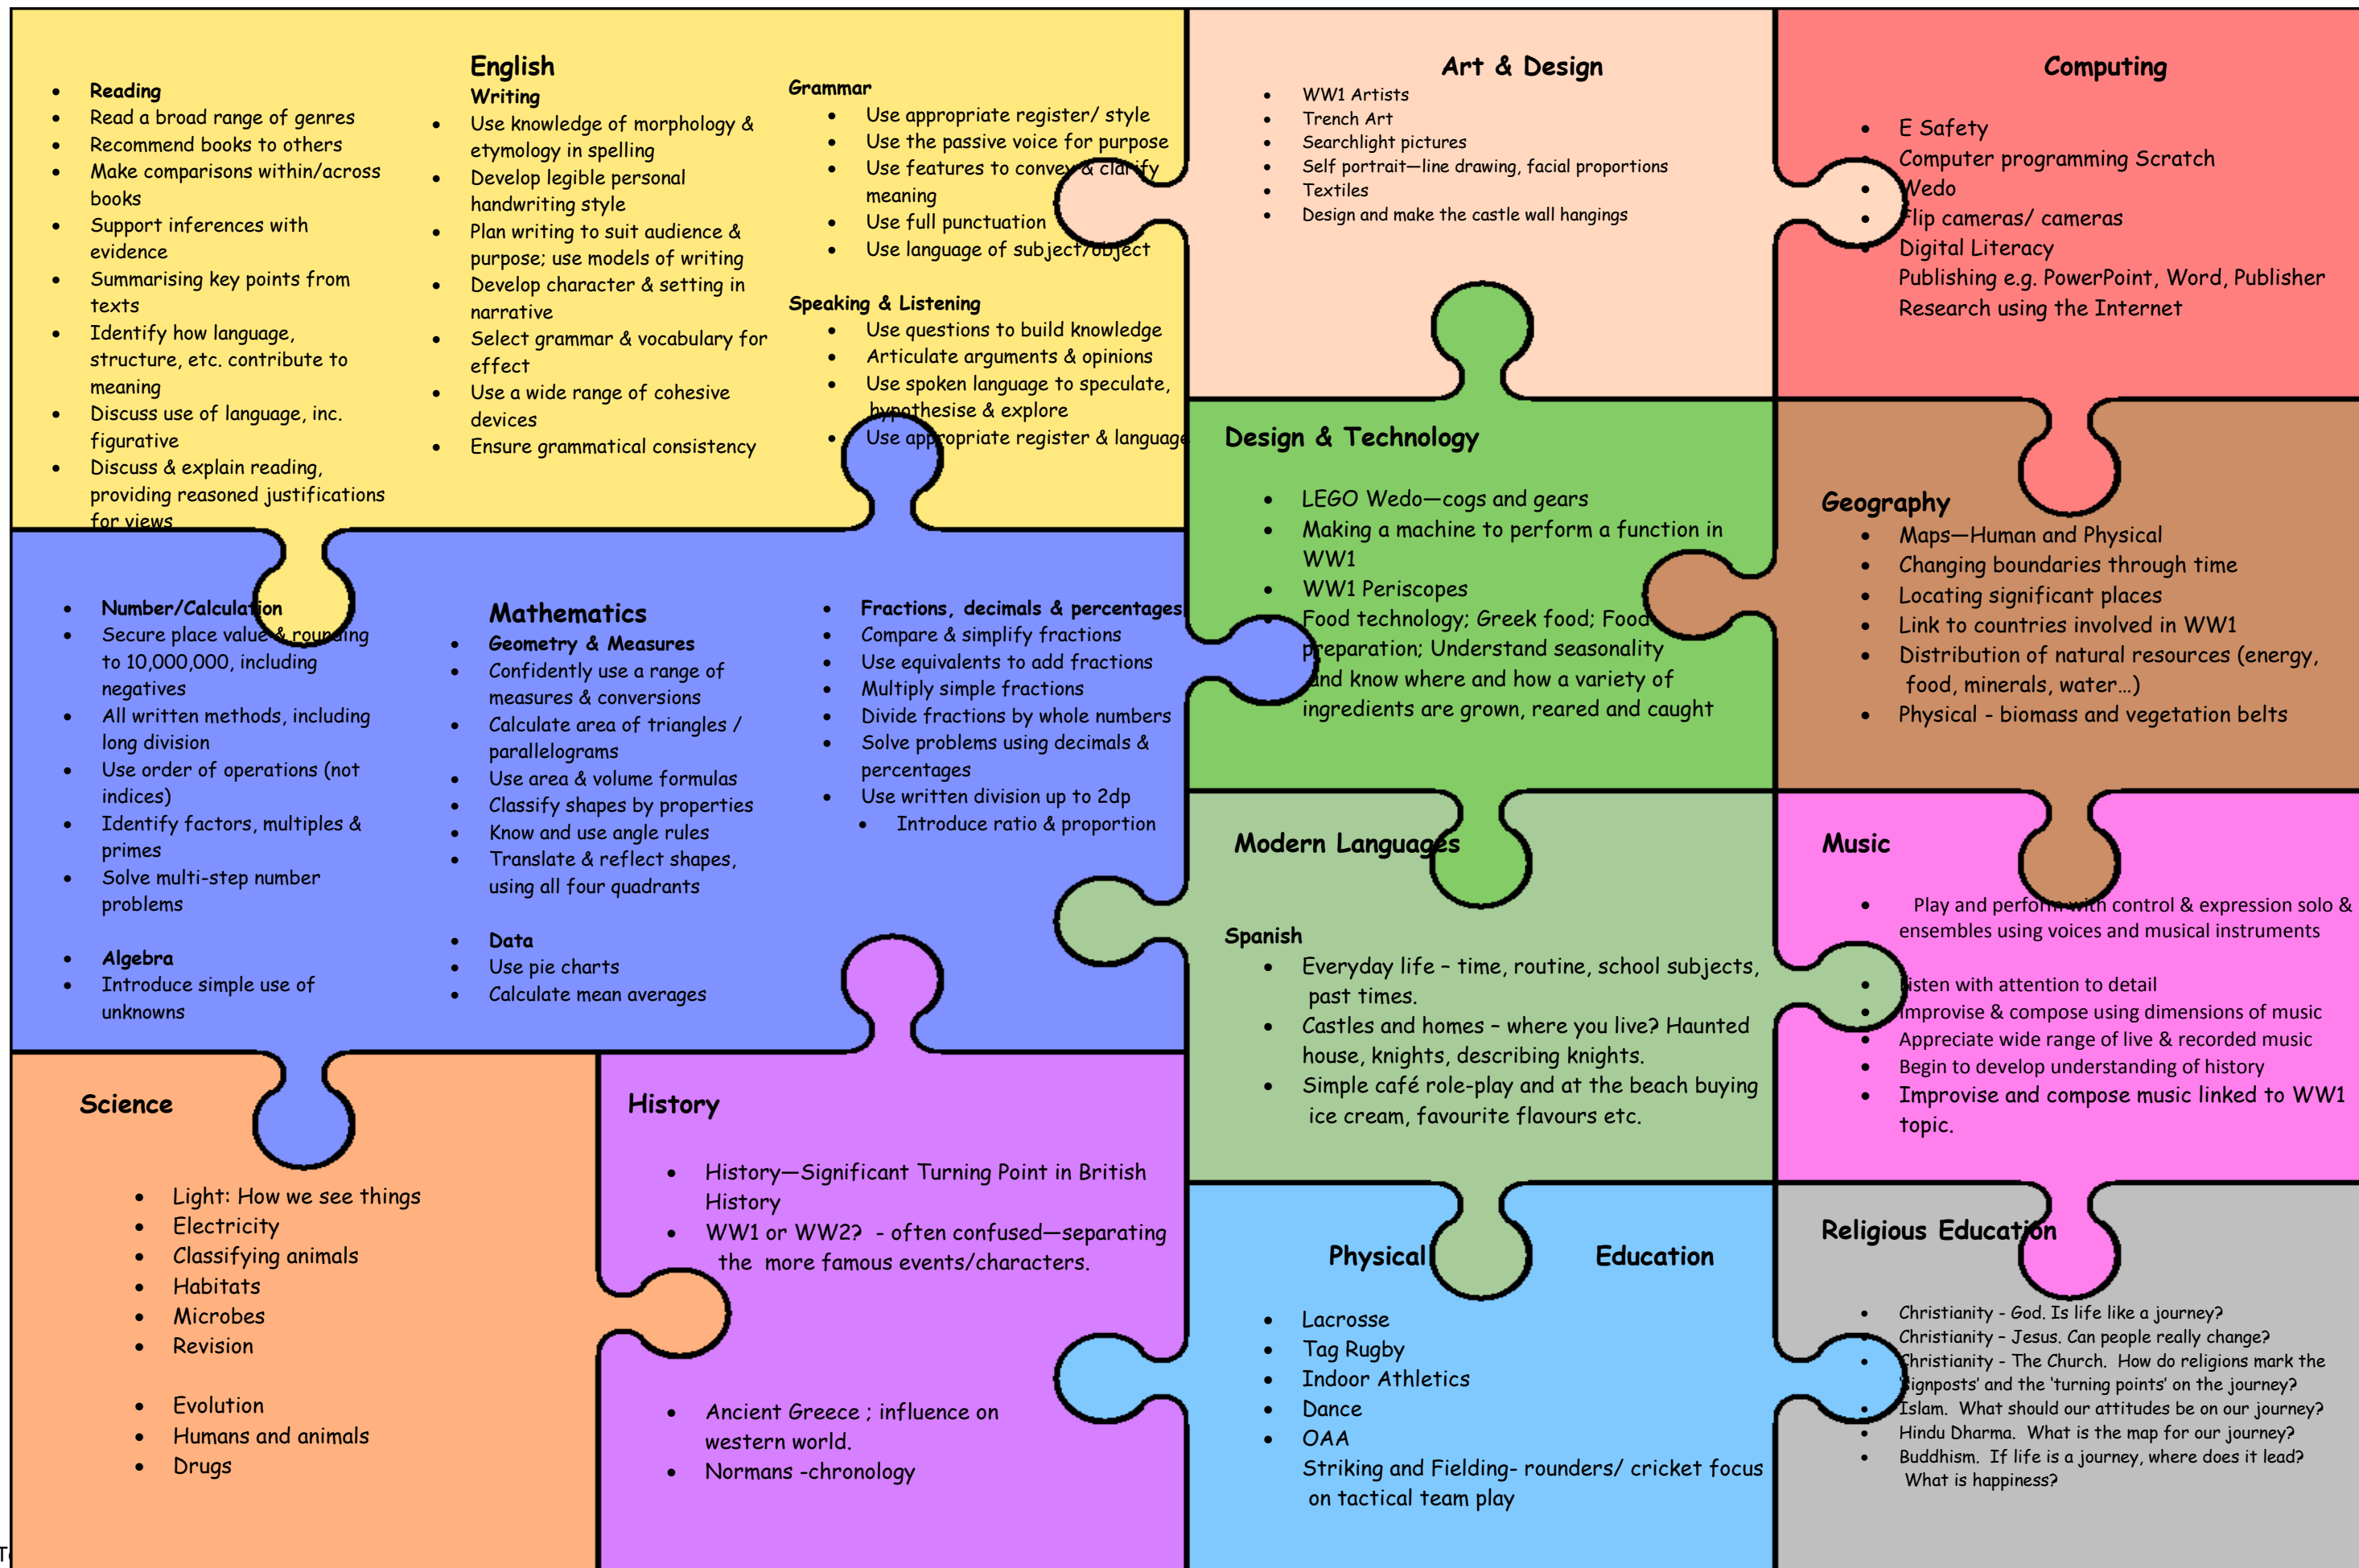 English
Reading
Read a broad range of genres
Recommend books to others
Make comparisons within/across
books
Support inferences with
evidence
Summarising key points from
texts
Identify how language,
structure, etc. contribute to
meaning
Discuss use of language, inc.
figurative
Discuss & explain reading,
providing reasoned justifications
for views
Writing
Use knowledge of morphology &
etymology in spelling
Develop legible personal
handwriting style
Plan writing to suit audience &
purpose; use models of writing
Develop character & setting in
narrative
Select grammar & vocabulary for
effect
Use a wide range of cohesive
devices
Ensure grammatical consistency
Grammar
Use appropriate register/ style
Use the passive voice for purpose
Use features to convey & clarify
meaning
Use full punctuation
Use language of subject/object
Speaking & Listening
Use questions to build knowledge
Articulate arguments & opinions
Use spoken language to speculate,
hypothesise & explore
Use appropriate register & language
Art & Design
WW1 Artists
Trench Art
Searchlight pictures
Self portrait—line drawing, facial proportions
Textiles
Design and make the castle wall hangings
Computing
E Safety
Computer programming Scratch
Wedo
Flip cameras/ cameras
Digital Literacy
Publishing e.g. PowerPoint, Word, Publisher
Research using the Internet
Number/Calculation
Secure place value & rounding
to 10,000,000, including
negatives
All written methods, including
long division
Use order of operations (not
indices)
Identify factors, multiples &
primes
Solve multi-step number
problems
Algebra
Introduce simple use of
unknowns
Mathematics
Geometry & Measures
Confidently use a range of
measures & conversions
Calculate area of triangles /
parallelograms
Use area & volume formulas
Classify shapes by properties
Know and use angle rules
Translate & reflect shapes,
using all four quadrants
Data
Use pie charts
Calculate mean averages
Fractions, decimals & percentages
Compare & simplify fractions
Use equivalents to add fractions
Multiply simple fractions
Divide fractions by whole numbers
Solve problems using decimals &
percentages
Use written division up to 2dp
Introduce ratio & proportion
Design & Technology
LEGO Wedo—cogs and gears
Making a machine to perform a function in
WW1
WW1 Periscopes
Food technology; Greek food; Food
preparation; Understand seasonality
and know where and how a variety of
ingredients are grown, reared and caught
Geography
Maps—Human and Physical
Changing boundaries through time
Locating significant places
Link to countries involved in WW1
Distribution of natural resources (energy,
food, minerals, water…)
Physical - biomass and vegetation belts
Modern Languages
Spanish
Everyday life – time, routine, school subjects,
past times.
Castles and homes – where you live? Haunted
house, knights, describing knights.
Simple café role-play and at the beach buying
ice cream, favourite flavours etc.
Music
Play and perform with control & expression solo &
ensembles using voices and musical instruments
Listen with attention to detail
Improvise & compose using dimensions of music
Appreciate wide range of live & recorded music
Begin to develop understanding of history
Improvise and compose music linked to WW1
topic.
Science
Light: How we see things
Electricity
Classifying animals
Habitats
Microbes
Revision
Evolution
Humans and animals
Drugs
History
History—Significant Turning Point in British
History
WW1 or WW2? - often confused—separating
the more famous events/characters.
Ancient Greece ; influence on
western world.
Normans -chronology
Physical Education
Lacrosse
Tag Rugby
Indoor Athletics
Dance
OAA
Striking and Fielding- rounders/ cricket focus
on tactical team play
Religious Education
Christianity - God. Is life like a journey?
Christianity – Jesus. Can people really change?
Christianity - The Church. How do religions mark the
'signposts' and the 'turning points' on the journey?
Islam. What should our attitudes be on our journey?
Hindu Dharma. What is the map for our journey?
Buddhism. If life is a journey, where does it lead?
What is happiness?